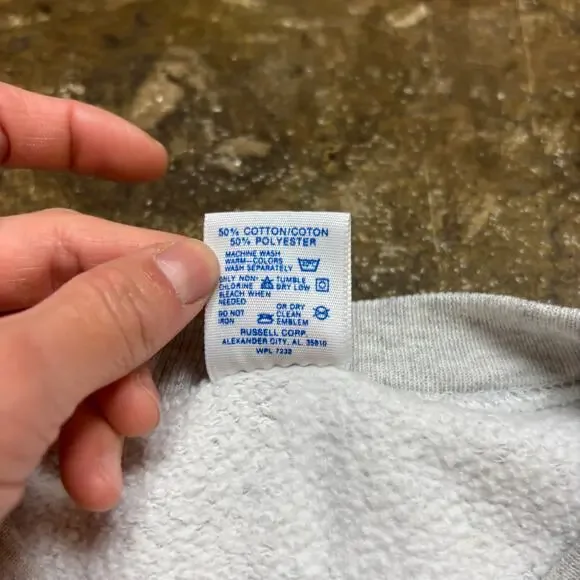 50% COTTON/COTON
50% POLYESTER
MACHINE WASH
WARM-COLORS
WASH SEPARATELY
ONLY NON- TUMBLE
CHLORINE DRY LOW
BLEACH WHEN
NEEDED OR DRY
DO NOT CLEAN
IRON EMBLEM
RUSSELL CORP.
ALEXANDER CITY, AL. 35010
WPL 7233